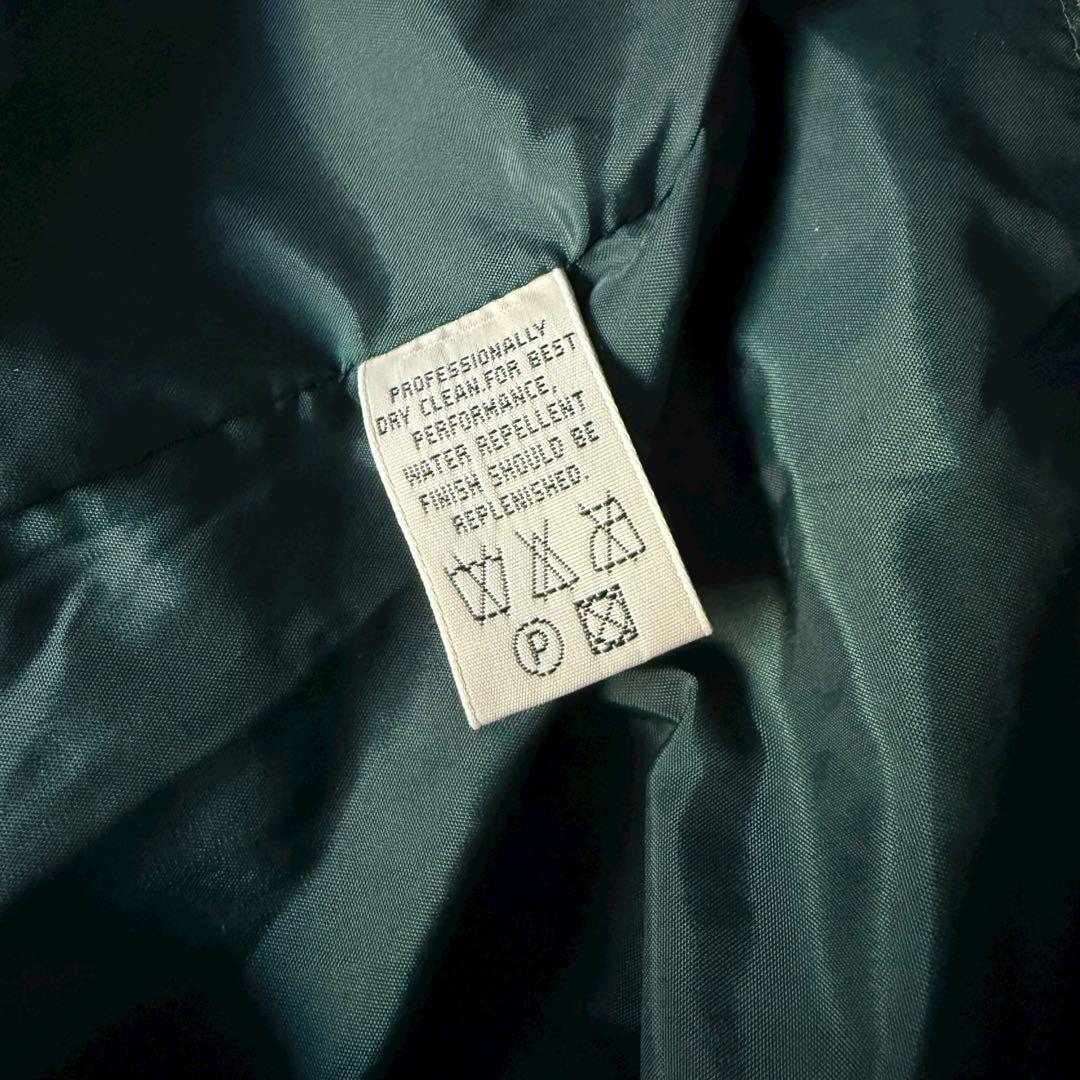 PROFESSIONALLY
DRY CLEAN.FOR BEST
PERFORMANCE,
WATER REPELLENT
FINISH SHOULD BE
REPLENISHED.
P